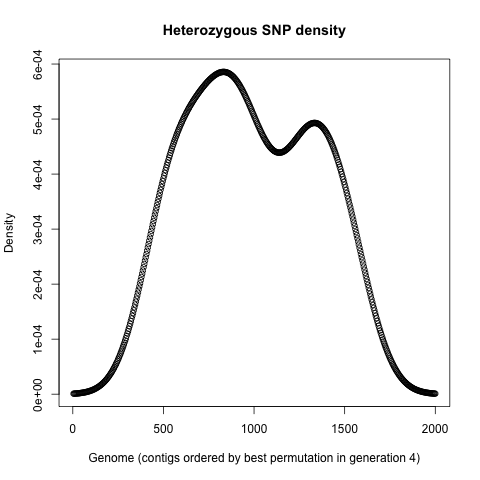 Heterozygous SNP density
Density
6e-04
5e-04
4e-04
3e-04
2e-04
1e-04
0e+00
0 500 1000 1500 2000
Genome (contigs ordered by best permutation in generation 4)